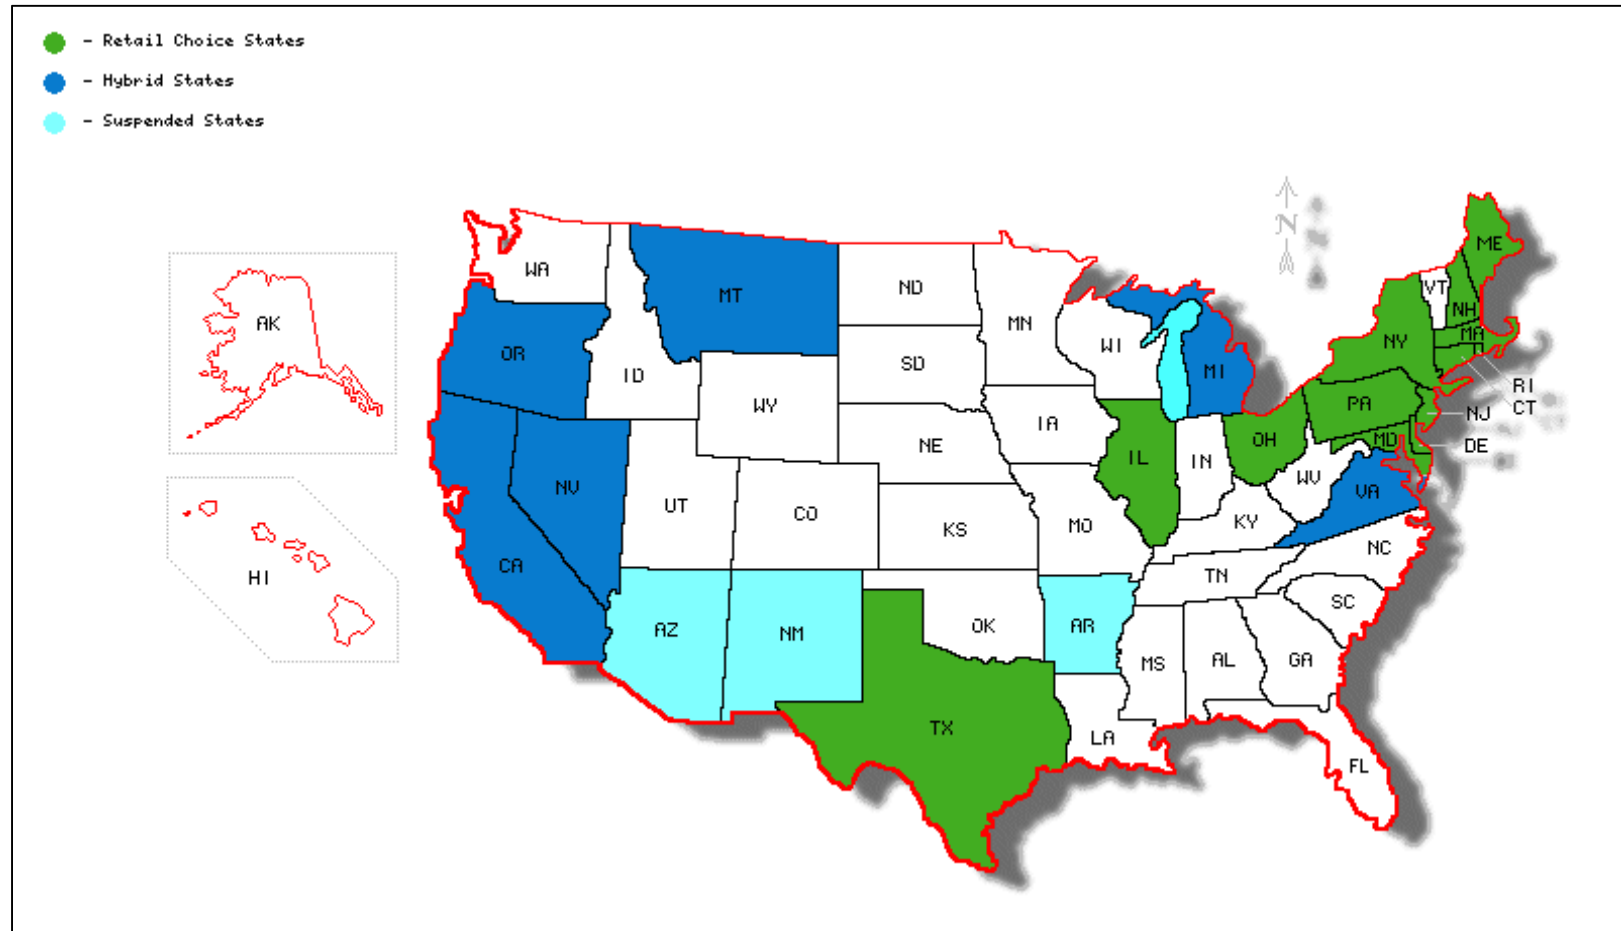 - Retail Choice States
- Hybrid States
- Suspended States
N
ME
WA
VT
ND
MT
NH
MN
MA
AK
NY
WI
OR
SD
MI
ID
RI
PA
WY
CT
NJ
IA
OH
MD
NE
DE
IL
IN
WV
NV
VA
UT
CO
KY
MO
KS
NC
CA
HI
TN
SC
AZ
NM
OK
AR
MS
AL
GA
TX
LA
FL